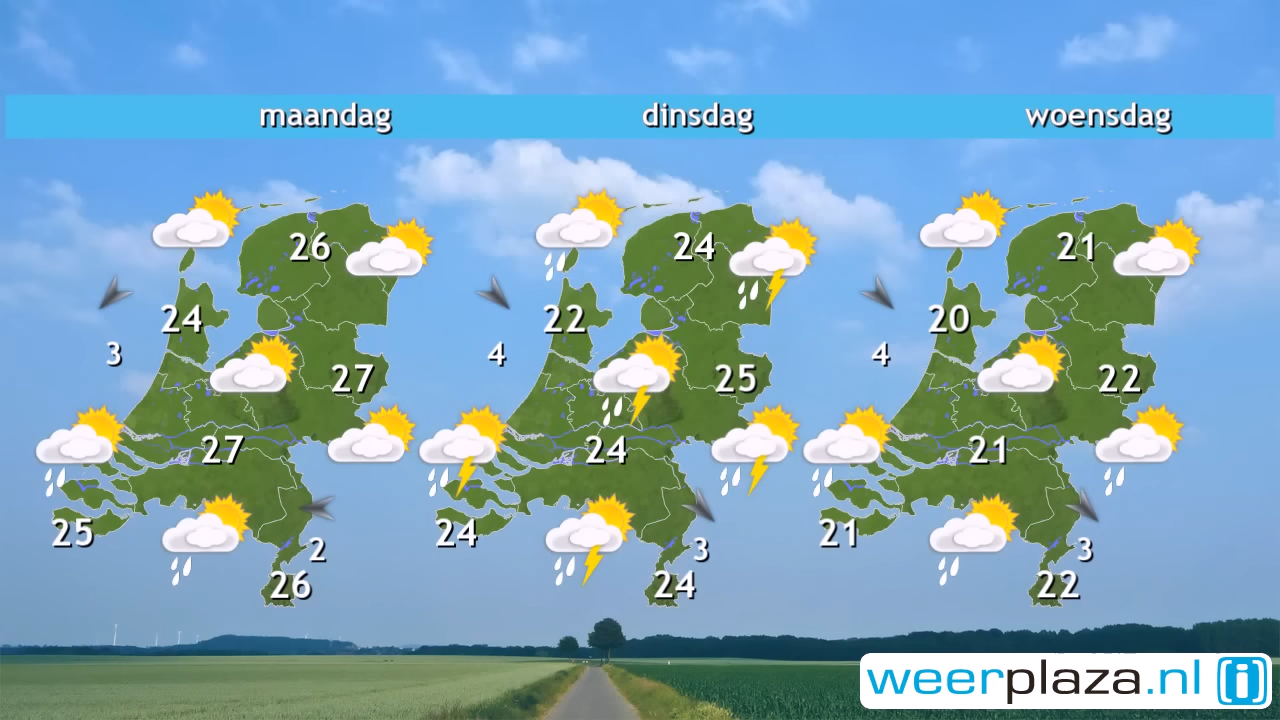 maandag dinsdag woensdag
26 24 21
24 22 20
3 4 4
27 25 22
27 24 21
25 24 21
2 3 3
26 24 22
weerplaza.nl